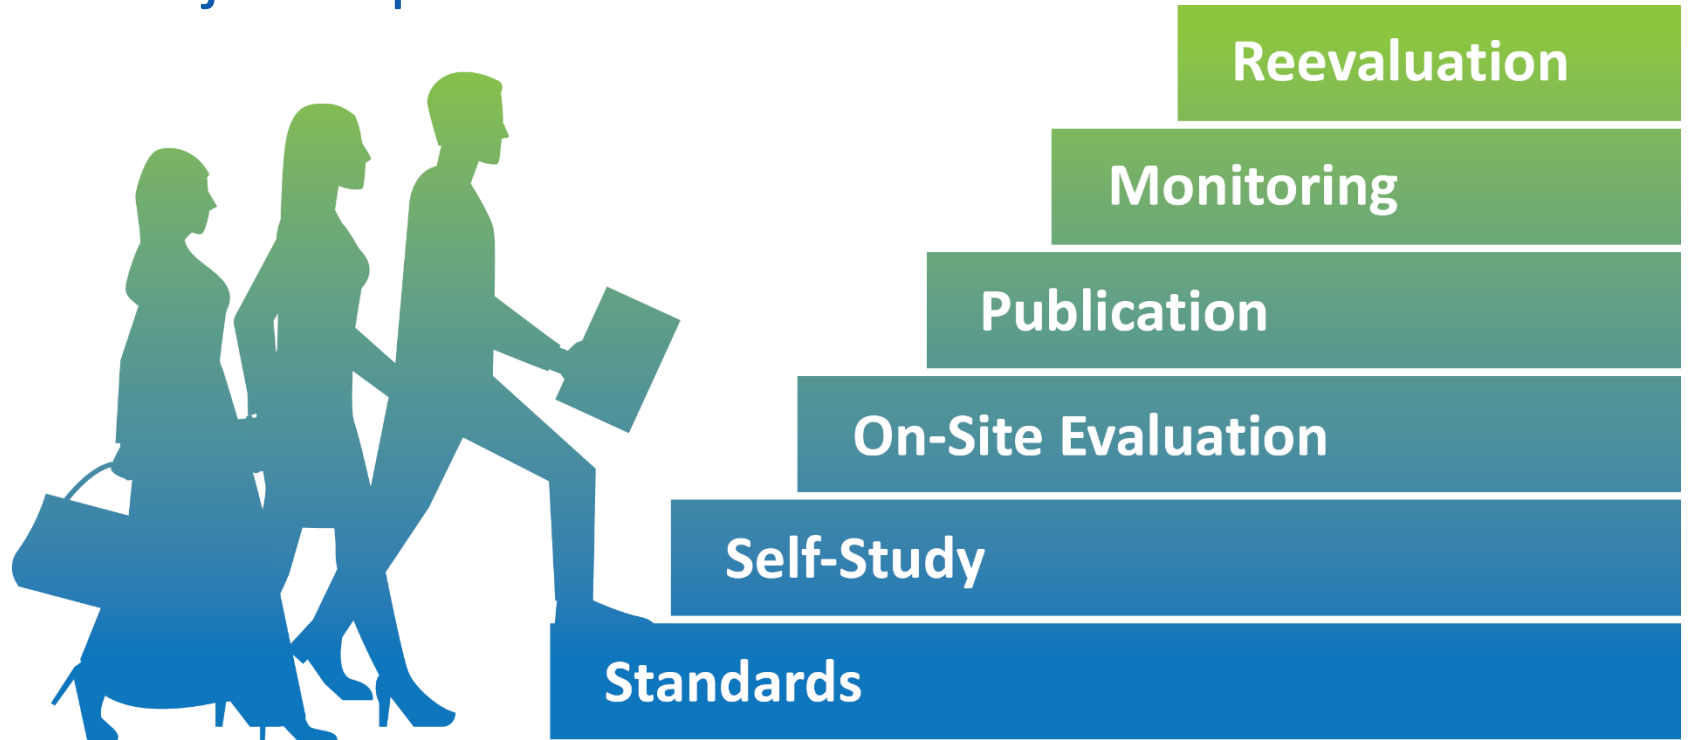 Reevaluation
Monitoring
Publication
On-Site Evaluation
Self-Study
Standards